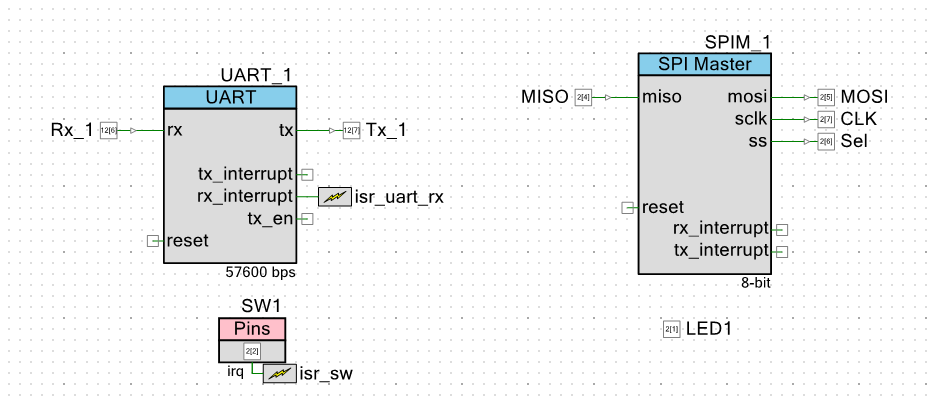 UART_1
UART
Rx_1 12[6] rx tx 12[7] Tx_1
tx_interrupt
rx_interrupt isr_uart_rx
tx_en
reset
57600 bps
SW1
Pins
2[2]
irq isr_sw
SPIM_1
SPI Master
MISO 2[4] miso mosi 2[5] MOSI
sclk 2[7] CLK
ss 2[6] Sel
reset
rx_interrupt
tx_interrupt
8-bit
2[1] LED1